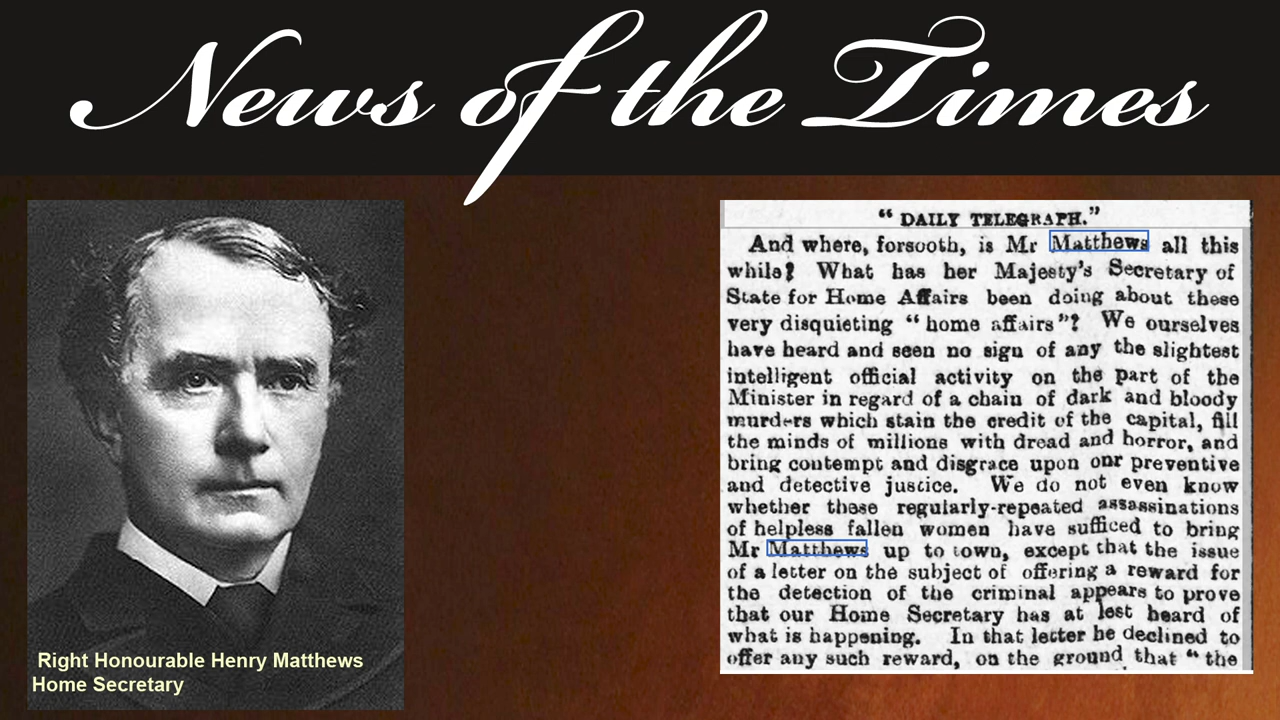 News of the Times
Right Honourable Henry Matthews
Home Secretary
“ DAILY TELEGRAPH.”
And where, forsooth, is Mr Matthews all this
while? What has her Majesty’s Secretary of
State for Home Affairs been doing about these
very disquieting “ home affairs ”? We ourselves
have heard and seen no sign of any the slightest
intelligent official activity on the part of the
Minister in regard of a chain of dark and bloody
murders which stain the credit of the capital, fill
the minds of millions with dread and horror, and
bring contempt and disgrace upon our preventive
and detective justice. We do not even know
whether these regularly-repeated assassinations
of helpless fallen women have sufficed to bring
Mr Matthews up to town, except that the issue
of a letter on the subject of offering a reward for
the detection of the criminal appears to prove
that our Home Secretary has at lest heard of
what is happening. In that letter he declined to
offer any such reward, on the ground that “ the